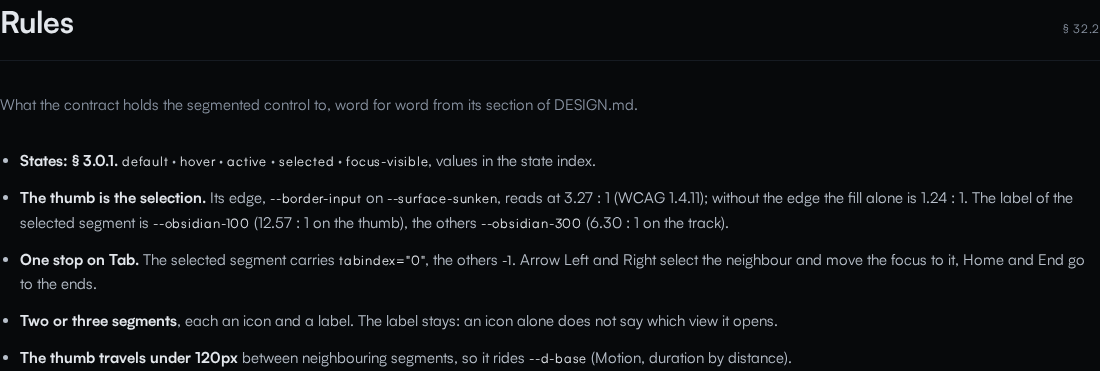 Rules
§ 32.2
What the contract holds the segmented control to, word for word from its section of DESIGN.md.
• States: § 3.0.1. default · hover · active · selected · focus-visible, values in the state index.
• The thumb is the selection. Its edge, --border-input on --surface-sunken, reads at 3.27 : 1 (WCAG 1.4.11); without the edge the fill alone is 1.24 : 1. The label of the
selected segment is --obsidian-100 (12.57 : 1 on the thumb), the others --obsidian-300 (6.30 : 1 on the track).
• One stop on Tab. The selected segment carries tabindex="0", the others -1. Arrow Left and Right select the neighbour and move the focus to it, Home and End go
to the ends.
• Two or three segments, each an icon and a label. The label stays: an icon alone does not say which view it opens.
• The thumb travels under 120px between neighbouring segments, so it rides --d-base (Motion, duration by distance).